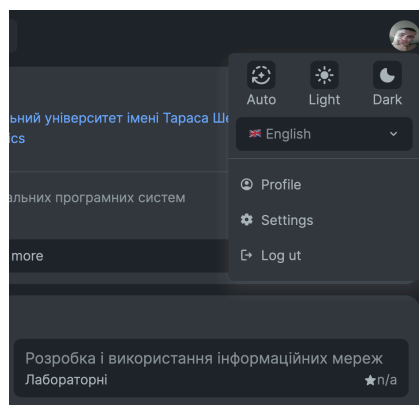 Auto Light Dark
ьний університет імені Тараса
English
ics
Profile
альних програмних систем
Settings
more
Log ut
Розробка і використання інформаційних мереж
Лабораторні
n/a